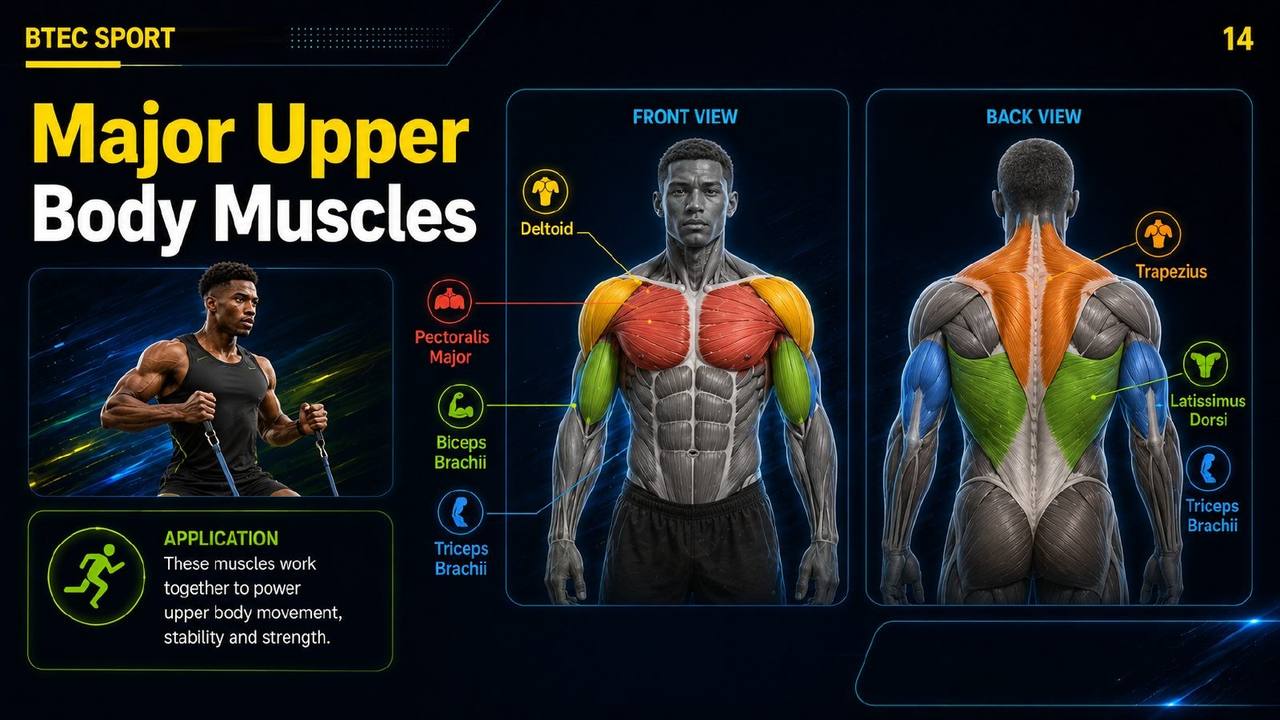 BTEC SPORT
14
Major Upper
Body Muscles
APPLICATION
These muscles work
together to power
upper body movement,
stability and strength.
FRONT VIEW
Deltoid
Pectoralis
Major
Biceps
Brachii
Triceps
Brachii
BACK VIEW
Trapezius
Latissimus
Dorsi
Triceps
Brachii